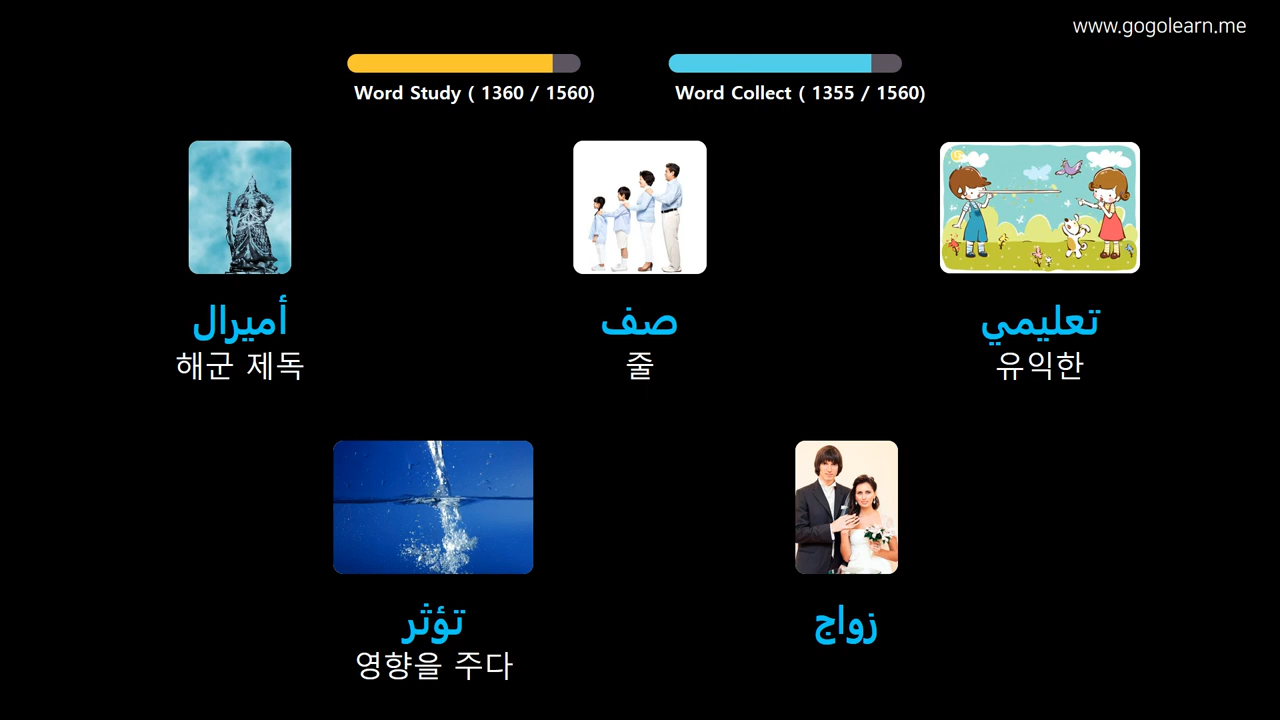 www.gogolearn.me
Word Study ( 1360 / 1560)
Word Collect ( 1355 / 1560)
أميرال
해군 제독
صف
줄
تعليمي
유익한
تؤثر
영향을 주다
زواج